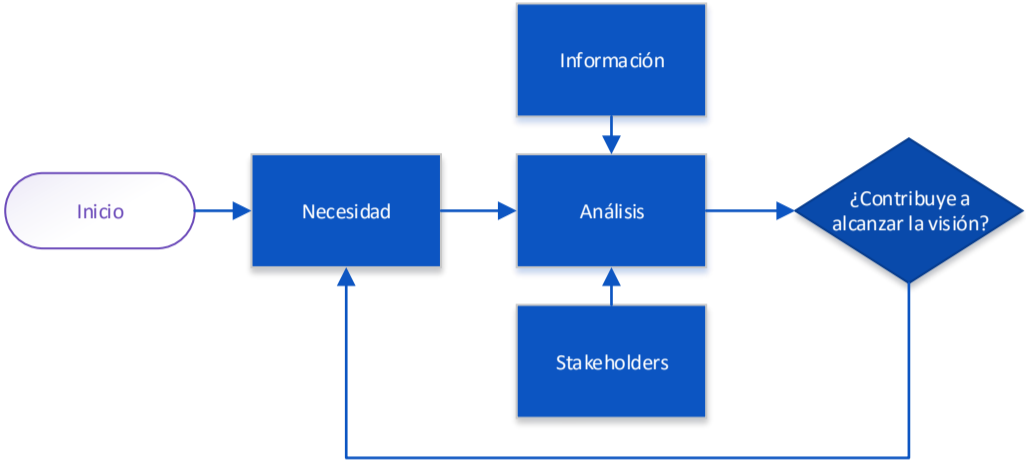 Información
Inicio
Necesidad
Análisis
¿Contribuye a
alcanzar la visión?
Stakeholders